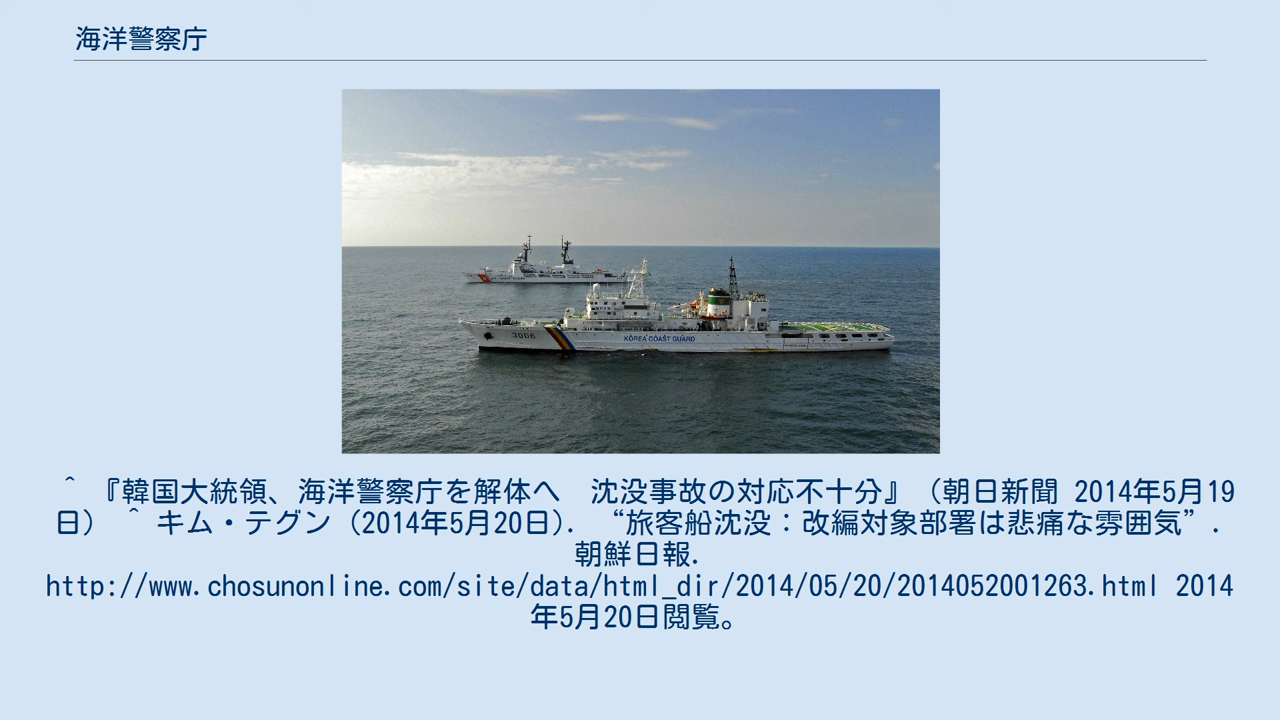 海洋警察庁
3006
KOREA COAST GUARD
^ 『韓国大統領、海洋警察庁を解体へ　沈没事故の対応不十分』（朝日新聞 2014年5月19
日） ^ キム・テグン (2014年5月20日). “旅客船沈没：改編対象部署は悲痛な雰囲気”.
朝鮮日報.
http://www.chosunonline.com/site/data/html_dir/2014/05/20/2014052001263.html 2014
年5月20日閲覧。